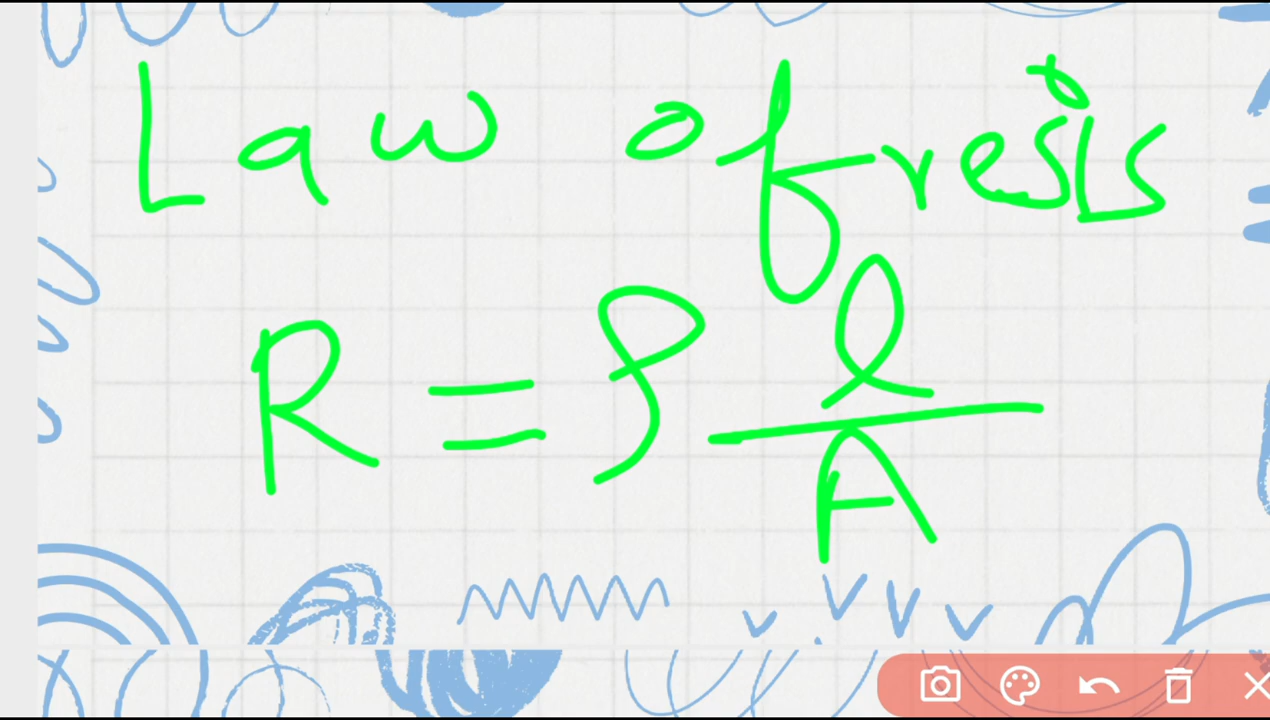 Law of resis
R = ρ l/A